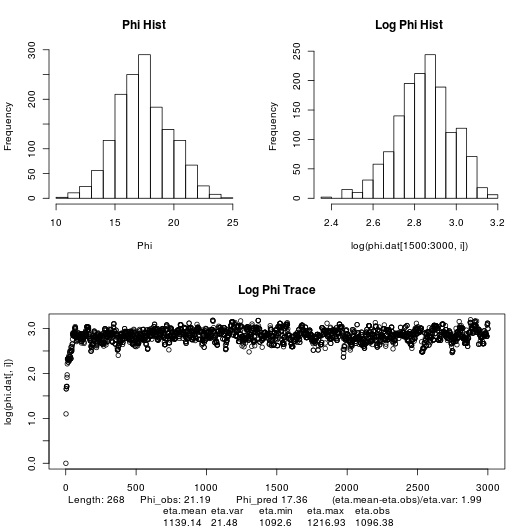 Phi Hist
Log Phi Hist
Frequency
0 50 100 200 300
10 15 20 25
Phi
Frequency
0 50 100 150 200 250
2.4 2.6 2.8 3.0 3.2
log(phi.dat[1500:3000, i])
Log Phi Trace
log(phi.dat[, i])
0.0 1.0 2.0 3.0
0 500 1000 1500 2000 2500 3000
Length: 268 Phi_obs: 21.19 Phi_pred 17.36 (eta.mean-eta.obs)/eta.var: 1.99
eta.mean eta.var eta.min eta.max eta.obs
1139.14 21.48 1092.6 1216.93 1096.38